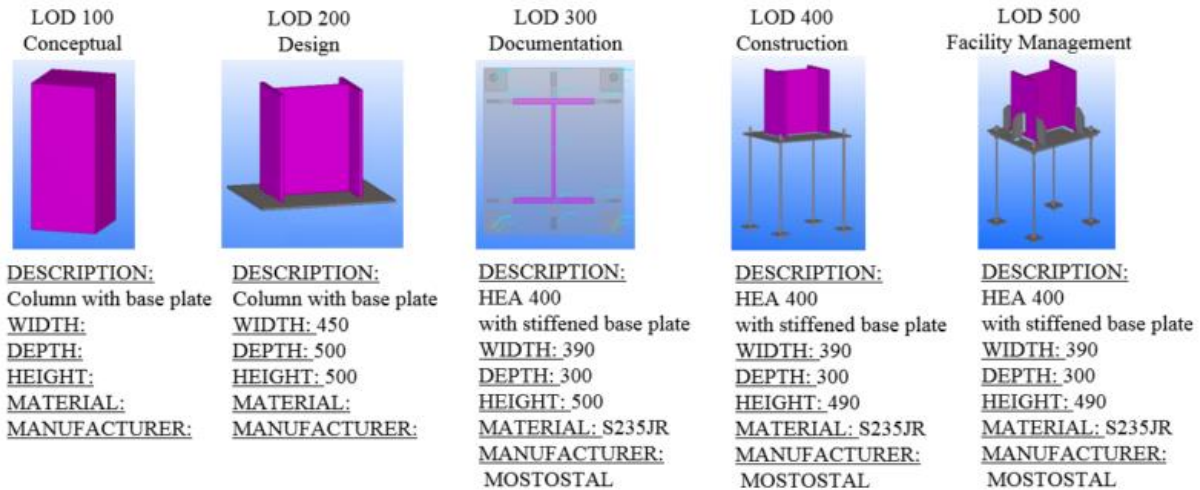 LOD 100
Conceptual
DESCRIPTION:
Column with base plate
WIDTH:
DEPTH:
HEIGHT:
MATERIAL:
MANUFACTURER:
LOD 200
Design
DESCRIPTION:
Column with base plate
WIDTH: 450
DEPTH: 500
HEIGHT: 500
MATERIAL:
MANUFACTURER:
LOD 300
Documentation
DESCRIPTION:
HEA 400
with stiffened base plate
WIDTH: 390
DEPTH: 300
HEIGHT: 500
MATERIAL: S235JR
MANUFACTURER:
MOSTOSTAL
LOD 400
Construction
DESCRIPTION:
HEA 400
with stiffened base plate
WIDTH: 390
DEPTH: 300
HEIGHT: 490
MATERIAL: S235JR
MANUFACTURER:
MOSTOSTAL
LOD 500
Facility Management
DESCRIPTION:
HEA 400
with stiffened base plate
WIDTH: 390
DEPTH: 300
HEIGHT: 490
MATERIAL: S235JR
MANUFACTURER:
MOSTOSTAL